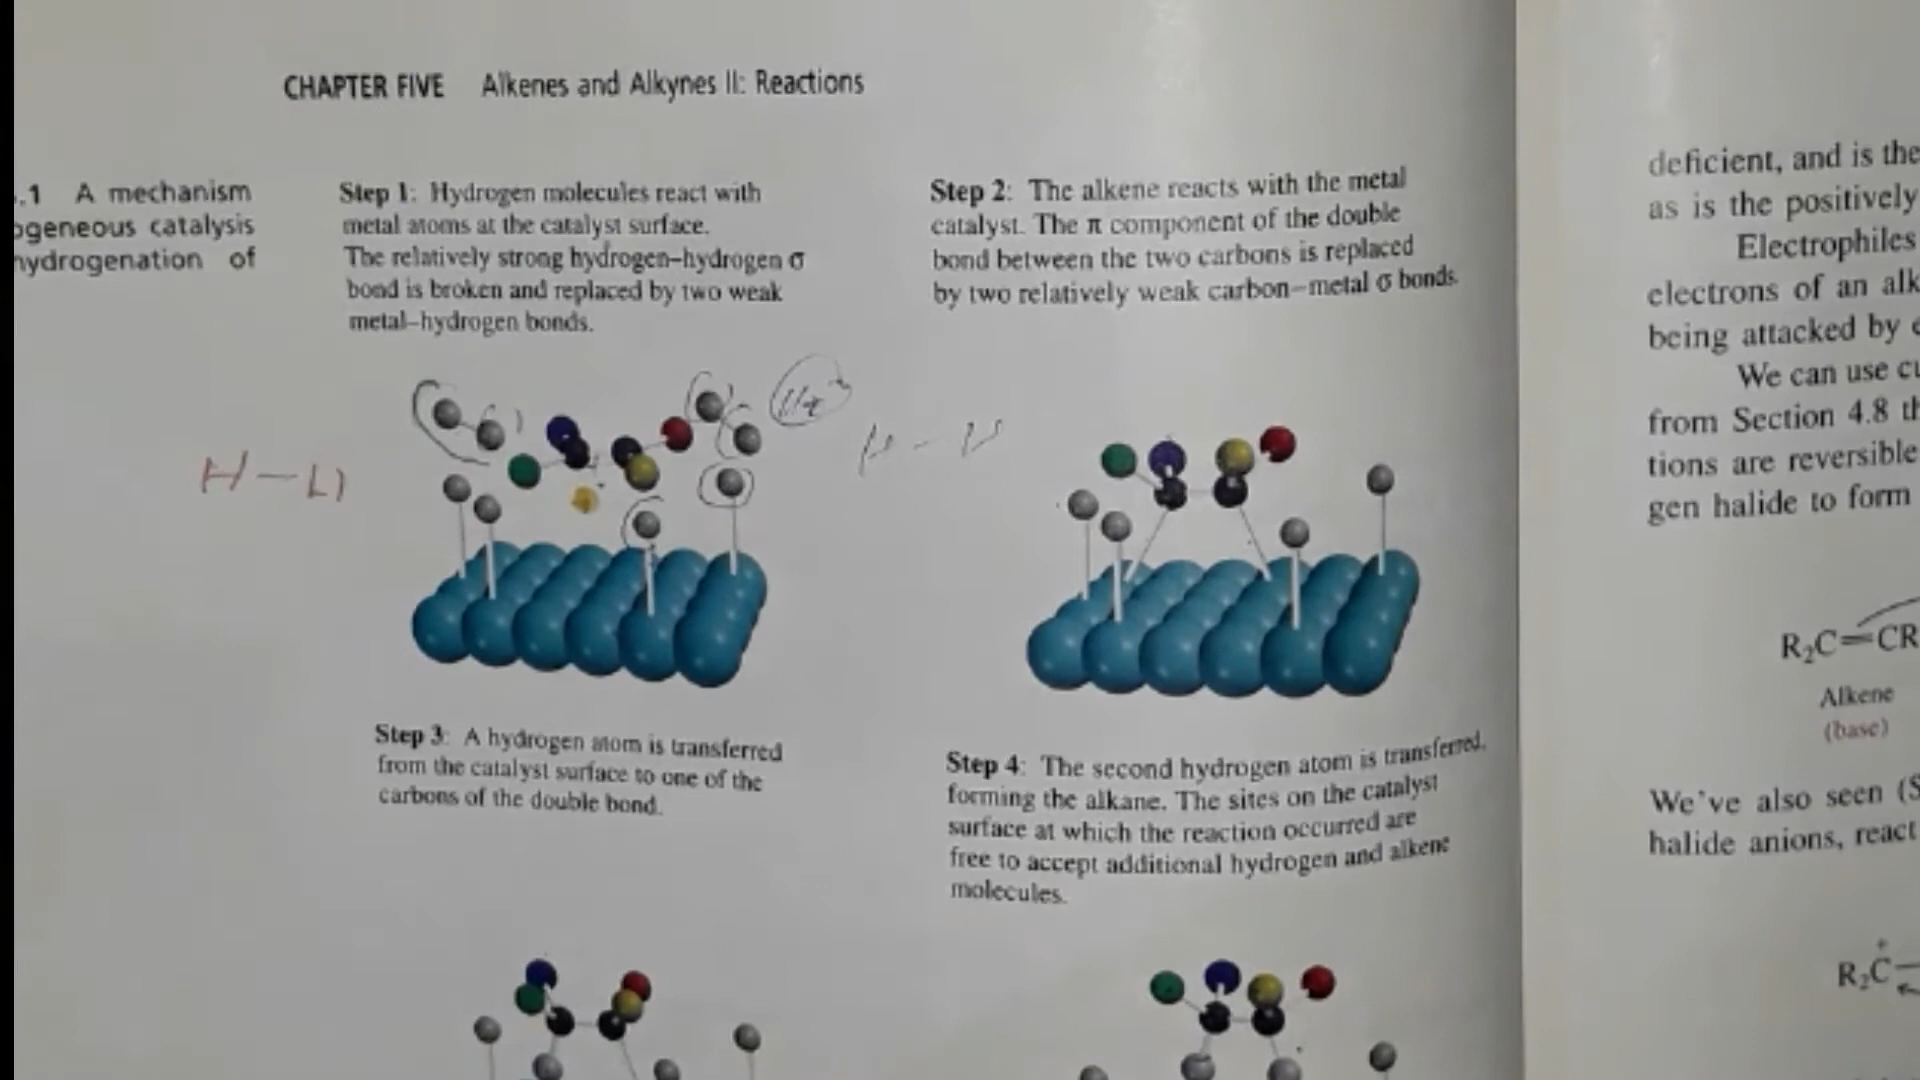 CHAPTER FIVE Alkenes and Alkynes II: Reactions
.1 A mechanism
ogeneous catalysis
hydrogenation of
Step 1: Hydrogen molecules react with
metal atoms at the catalyst surface.
The relatively strong hydrogen–hydrogen σ
bond is broken and replaced by two weak
metal–hydrogen bonds.
Step 2: The alkene reacts with the metal
catalyst. The π component of the double
bond between the two carbons is replaced
by two relatively weak carbon–metal σ bonds.
H – H
Step 3: A hydrogen atom is transferred
from the catalyst surface to one of the
carbons of the double bond.
Step 4: The second hydrogen atom is transferred,
forming the alkane. The sites on the catalyst
surface at which the reaction occurred are
free to accept additional hydrogen and alkene
molecules.
deficient, and is the
as is the positively
Electrophiles
electrons of an alk
being attacked by
We can use cu
from Section 4.8 th
tions are reversible
gen halide to form
R₂C=CR
Alkene
(base)
We've also seen (S
halide anions, react
R₂C⁺–